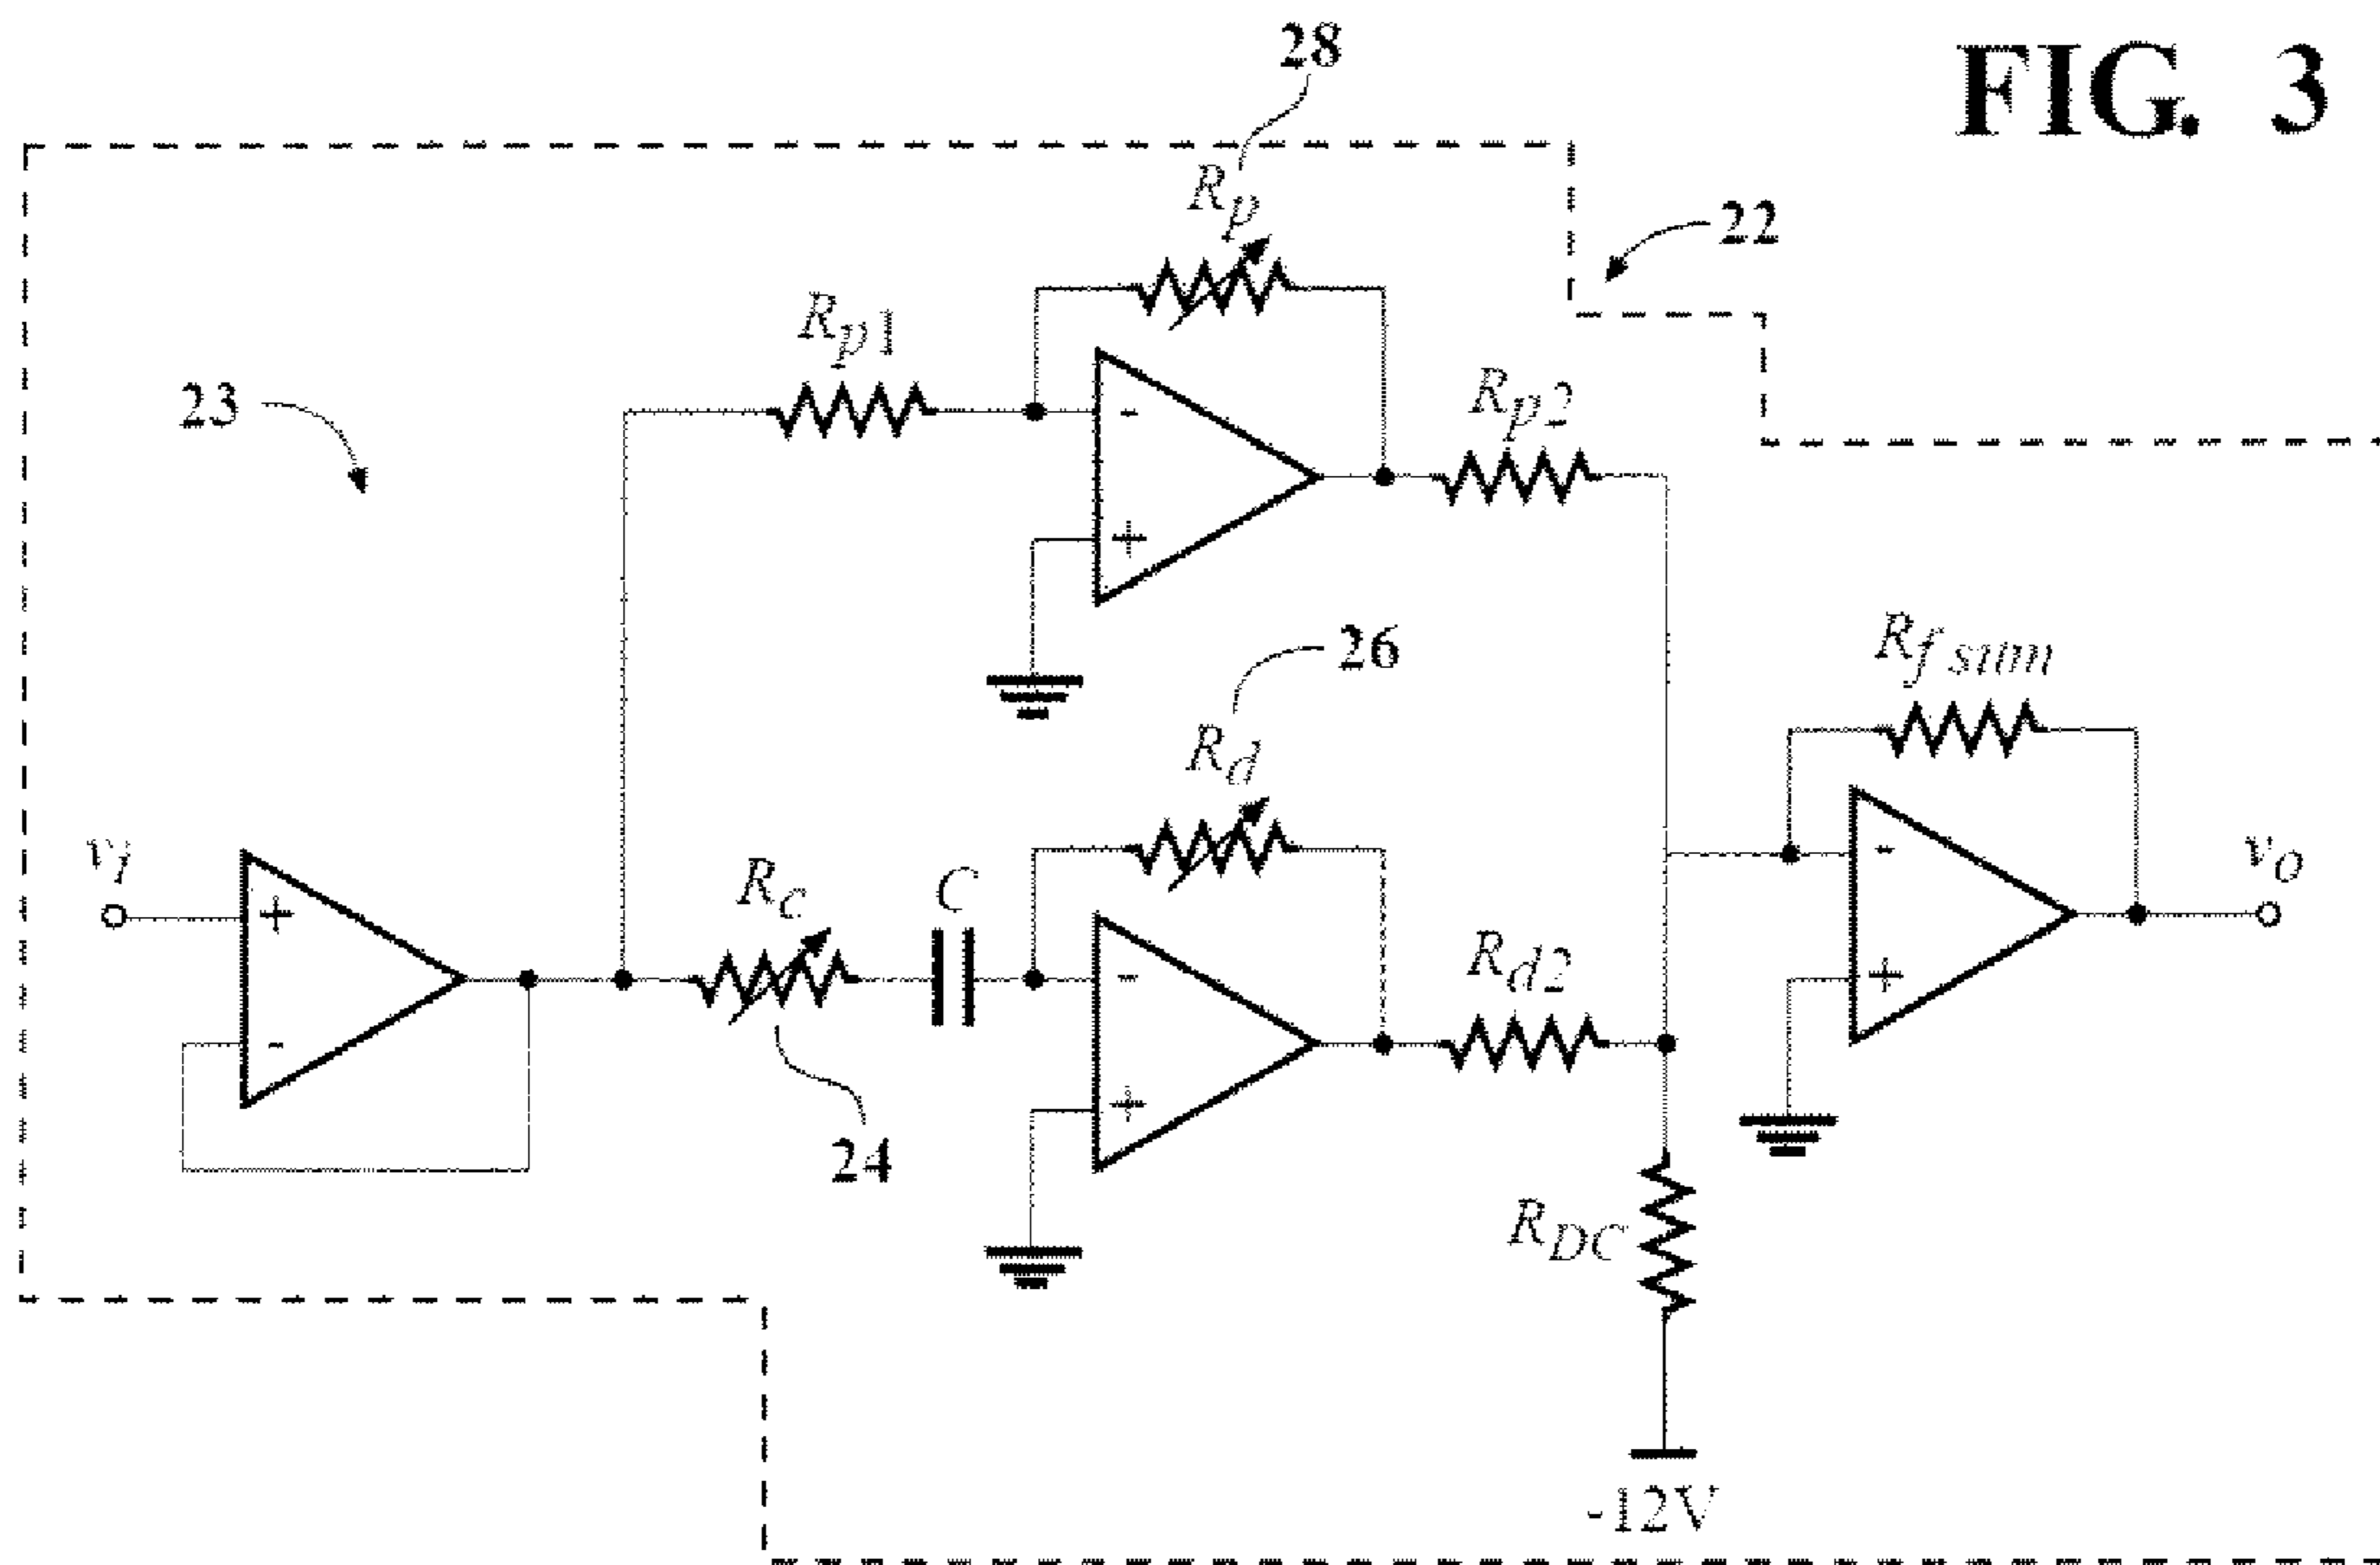 FIG. 3
28
Rp
22
Rp1
23
Rp2
-
+
26
Rf sum
Rd
vI
Rc
C
vO
+
-
-
+
Rd2
-
+
24
RDC
-12V